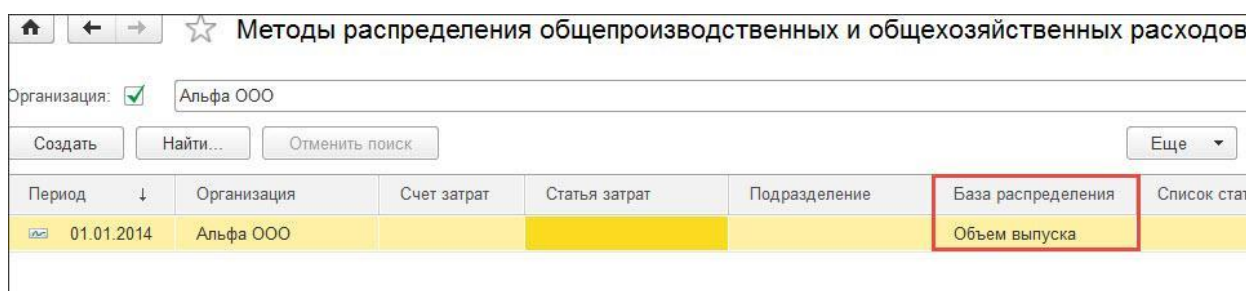 Методы распределения общепроизводственных и общехозяйственных расходов
Организация: Альфа ООО
Создать Найти... Отменить поиск Еще
Период ↓ Организация Счет затрат Статья затрат Подразделение База распределения Список стат
01.01.2014 Альфа ООО Объем выпуска